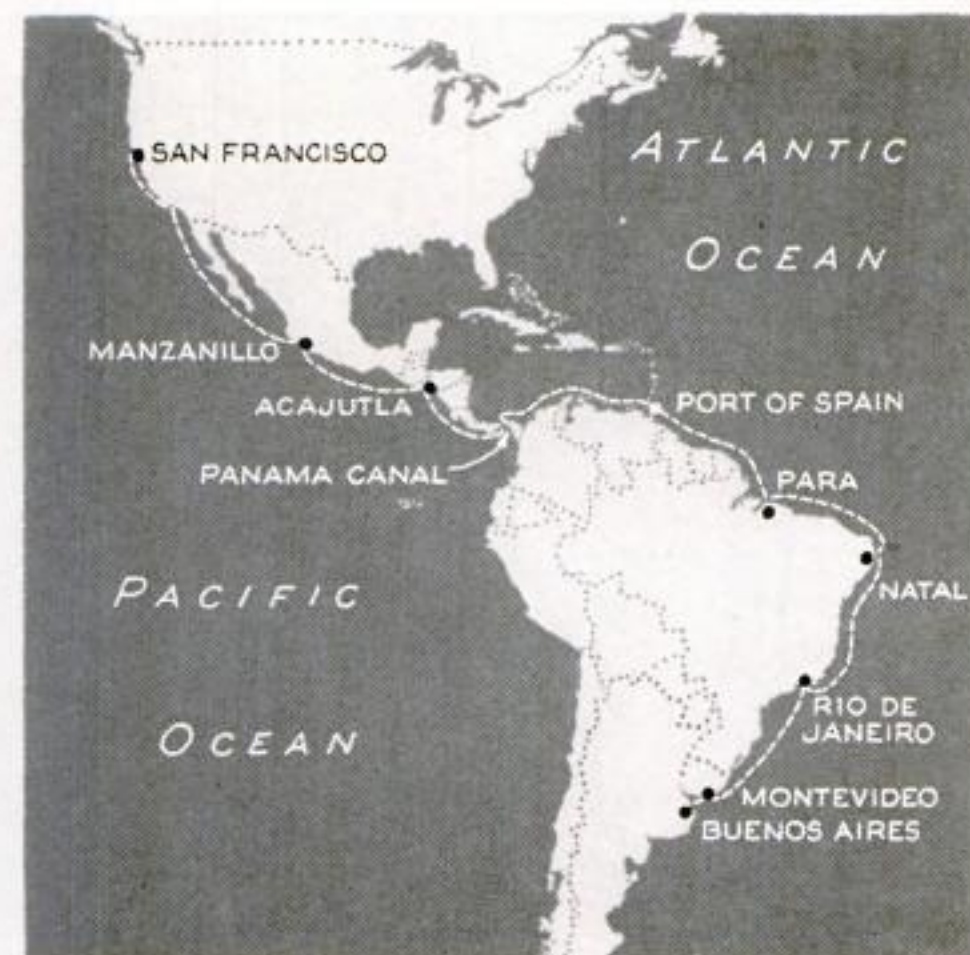 SAN FRANCISCO
ATLANTIC
OCEAN
MANZANILLO
ACAJUTLA
PORT OF SPAIN
PANAMA CANAL
PARA
PACIFIC
NATAL
OCEAN
RIO DE
JANEIRO
MONTEVIDEO
BUENOS AIRES